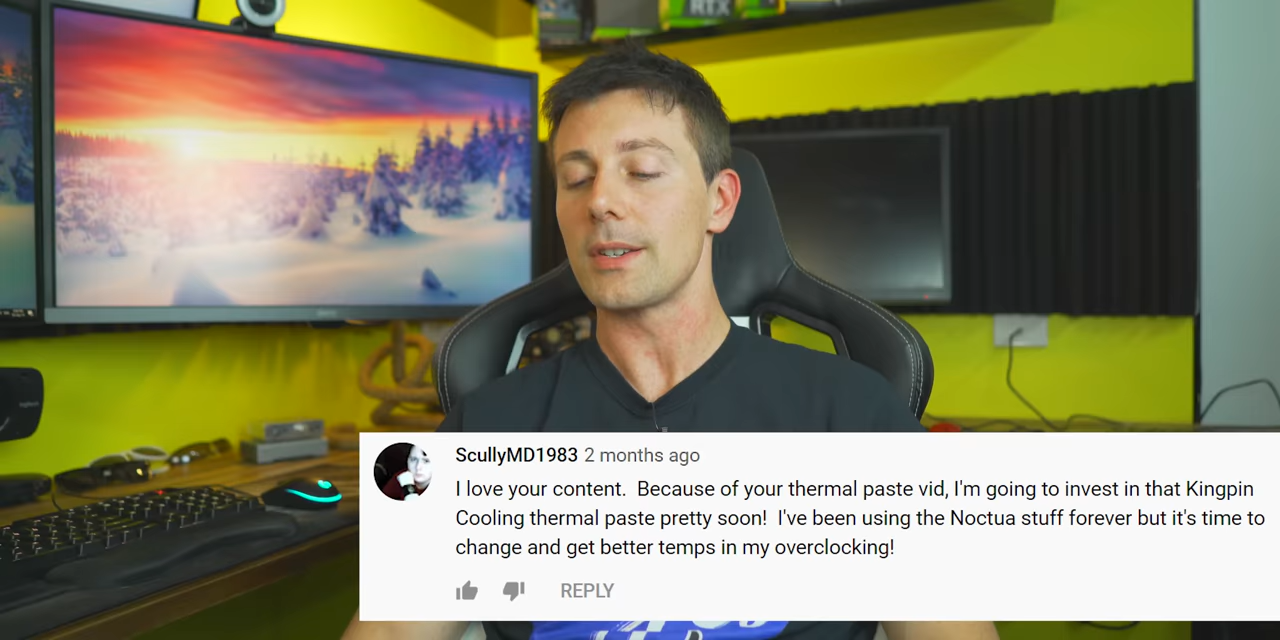 RTX
ScullyMD1983 2 months ago
I love your content.  Because of your thermal paste vid, I'm going to invest in that Kingpin
Cooling thermal paste pretty soon!  I've been using the Noctua stuff forever but it's time to
change and get better temps in my overclocking!
REPLY